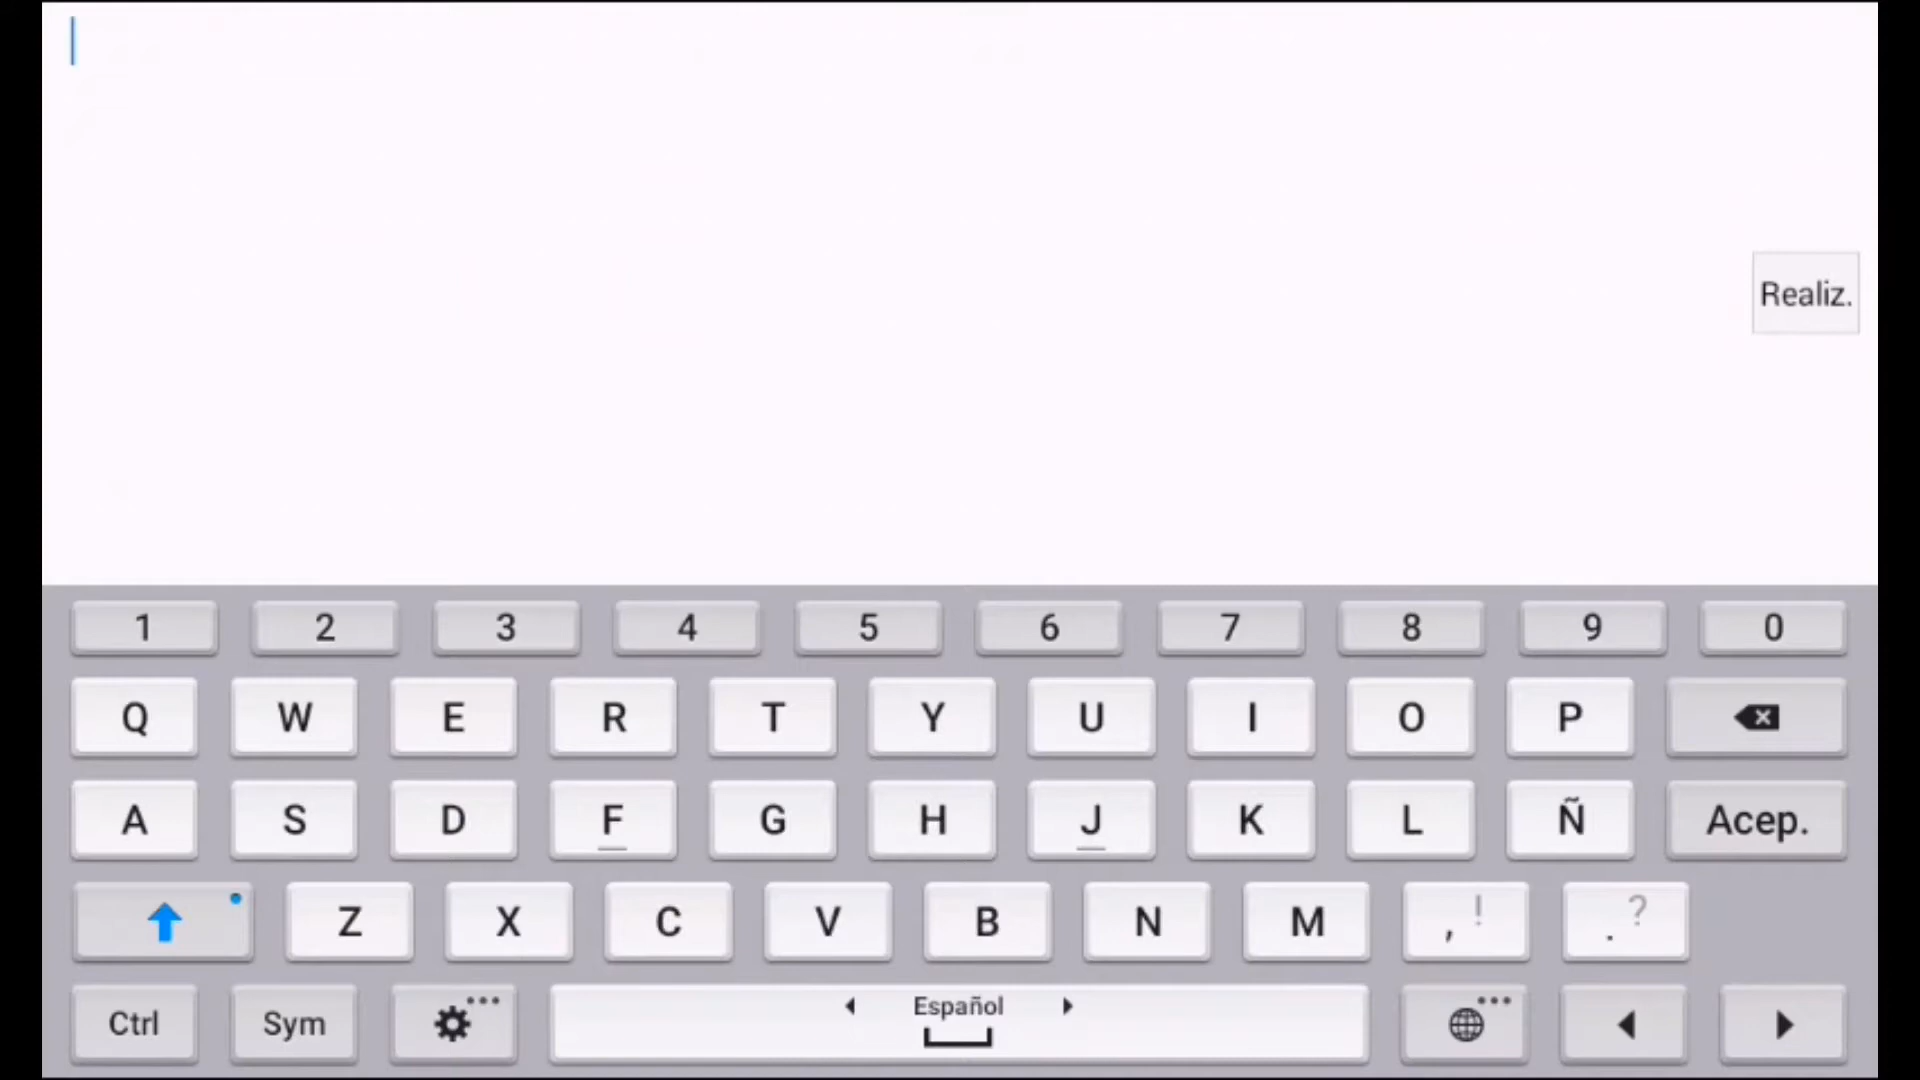 Realiz.
1 2 3 4 5 6 7 8 9 0
Q W E R T Y U I O P
A S D F G H J K L Ñ Acep.
Z X C V B N M , ! . ?
Ctrl Sym Español